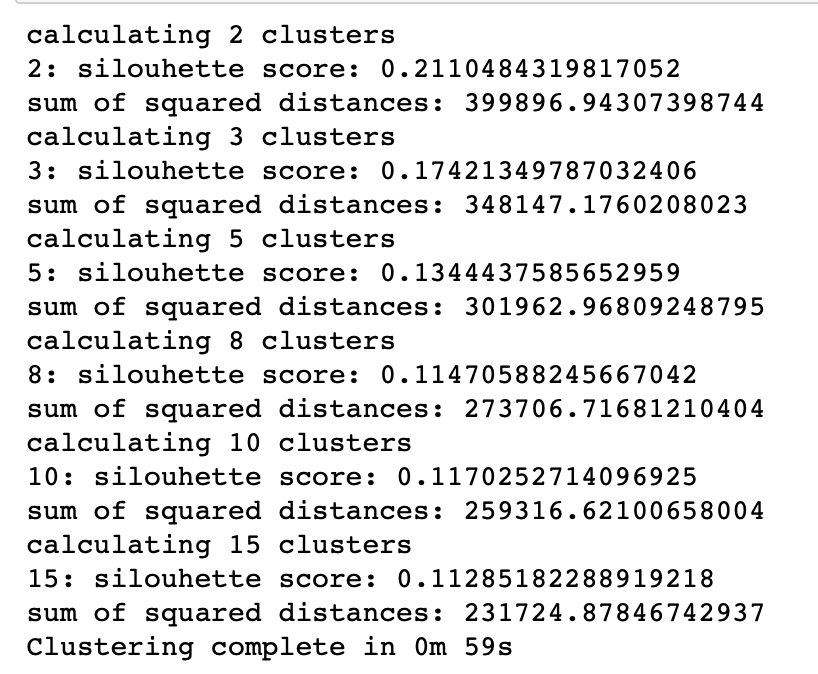 calculating 2 clusters
2: silouhette score: 0.2110484319817052
sum of squared distances: 399896.94307398744
calculating 3 clusters
3: silouhette score: 0.17421349787032406
sum of squared distances: 348147.1760208023
calculating 5 clusters
5: silouhette score: 0.1344437585652959
sum of squared distances: 301962.96809248795
calculating 8 clusters
8: silouhette score: 0.11470588245667042
sum of squared distances: 273706.71681210404
calculating 10 clusters
10: silouhette score: 0.1170252714096925
sum of squared distances: 259316.62100658004
calculating 15 clusters
15: silouhette score: 0.11285182288919218
sum of squared distances: 231724.87846742937
Clustering complete in 0m 59s